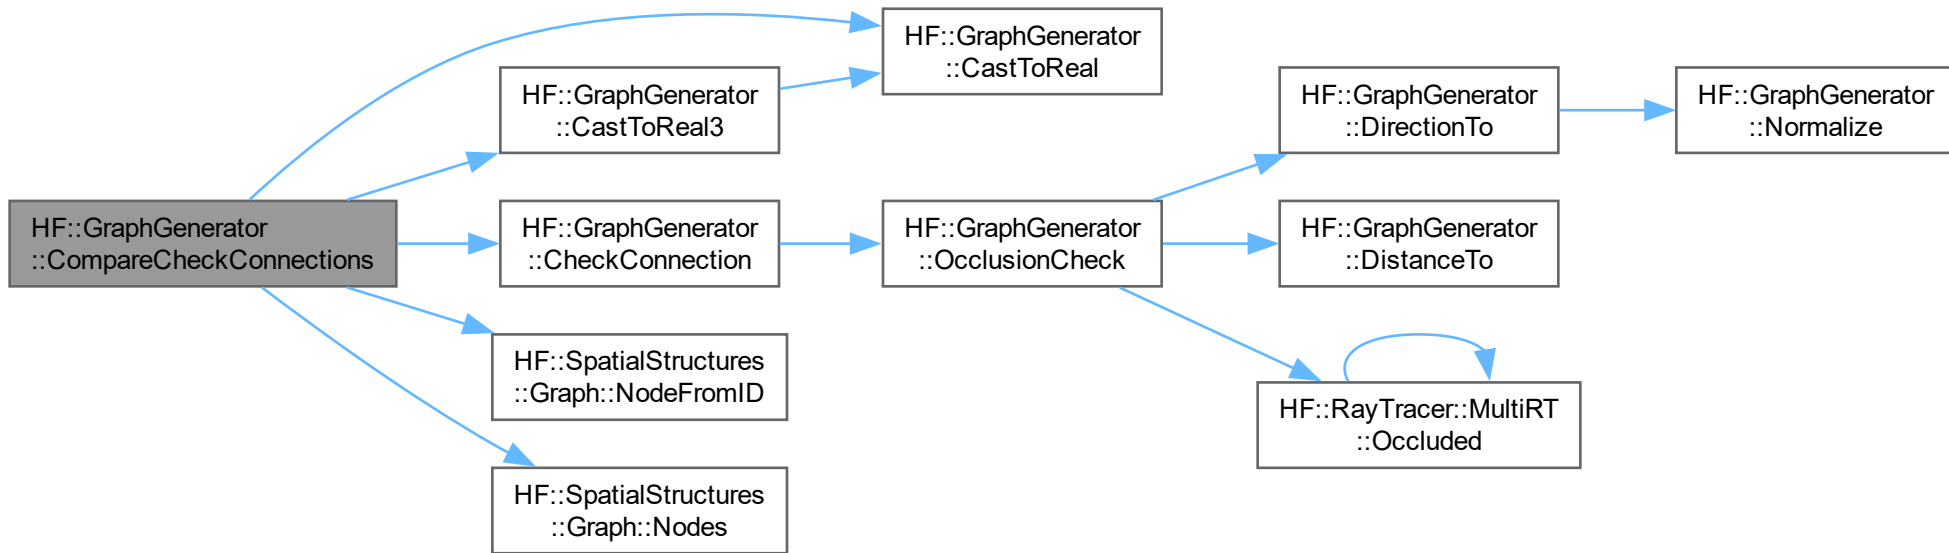 HF::GraphGenerator
::CompareCheckConnections
HF::GraphGenerator
::CastToReal3
HF::GraphGenerator
::CastToReal
HF::GraphGenerator
::CheckConnection
HF::GraphGenerator
::OcclusionCheck
HF::GraphGenerator
::DirectionTo
HF::GraphGenerator
::Normalize
HF::GraphGenerator
::DistanceTo
HF::RayTracer::MultiRT
::Occluded
HF::SpatialStructures
::Graph::NodeFromID
HF::SpatialStructures
::Graph::Nodes